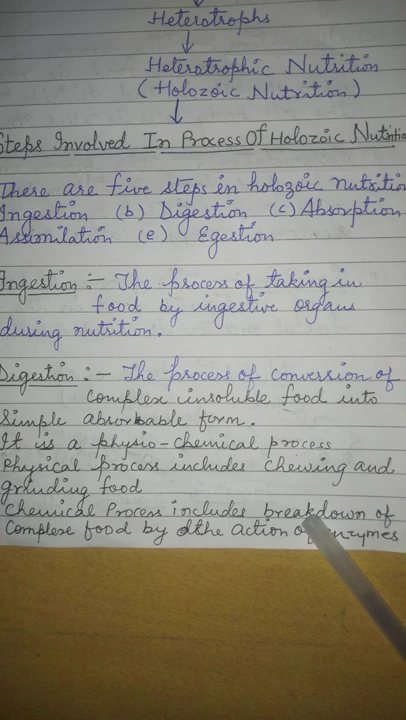 Heterotrophs
Heterotrophic Nutrition
(Holozoic Nutrition)
Steps Involved In Process Of Holozoic Nutritio
There are five steps in holozoic nutritio
Ingestion (b) Digestion (c) Absorption
Assimilation (e) Egestion
Ingestion :- The process of taking in
food by ingestive organs
during nutrition.
Digestion :- The process of conversion of
complex insoluble food into
Simple absorbable form.
It is a physio-chemical process
Physical process includes chewing and
grinding food
Chemical Process includes breakdown of
Complex food by the action of enzymes